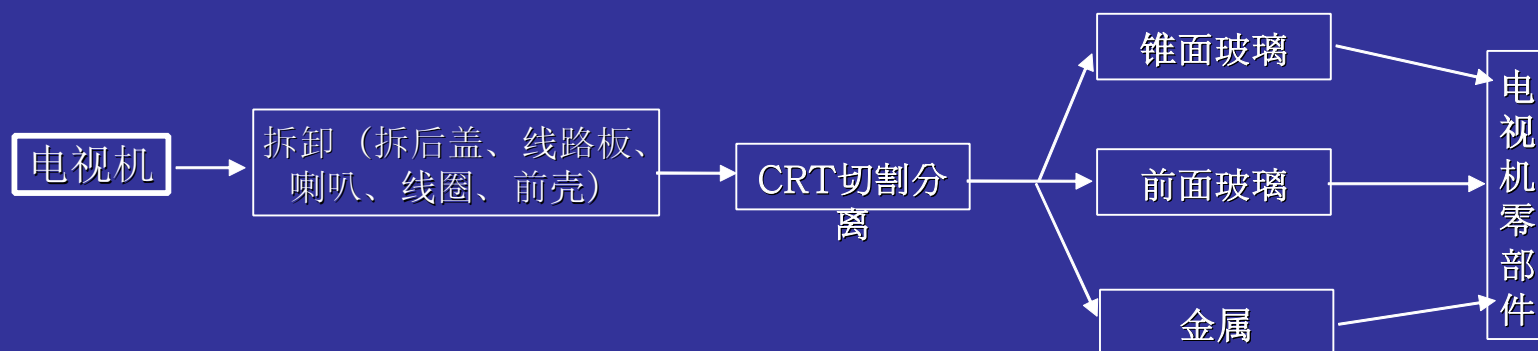 电视机
拆卸（拆后盖、线路板、
喇叭、线圈、前壳）
CRT切割分
离
锥面玻璃
前面玻璃
金属
电
视
机
零
部
件